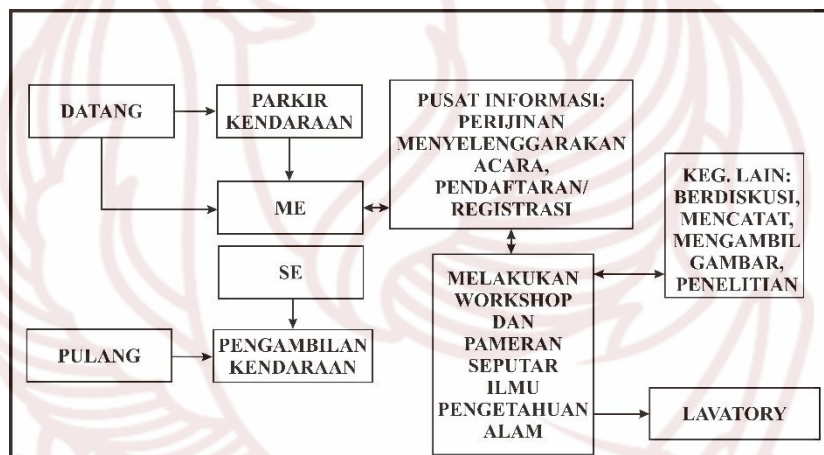 DATANG
PARKIR
KENDARAAN
ME
SE
PULANG
PENGAMBILAN
KENDARAAN
PUSAT INFORMASI:
PERIJINAN
MENYELENGGARAKAN
ACARA,
PENDAFTARAN/
REGISTRASI
MELAKUKAN
WORKSHOP
DAN
PAMERAN
SEPUTAR
ILMU
PENGETAHUAN
ALAM
KEG. LAIN:
BERDISKUSI,
MENCATAT,
MENGAMBIL
GAMBAR,
PENELITIAN
LAVATORY